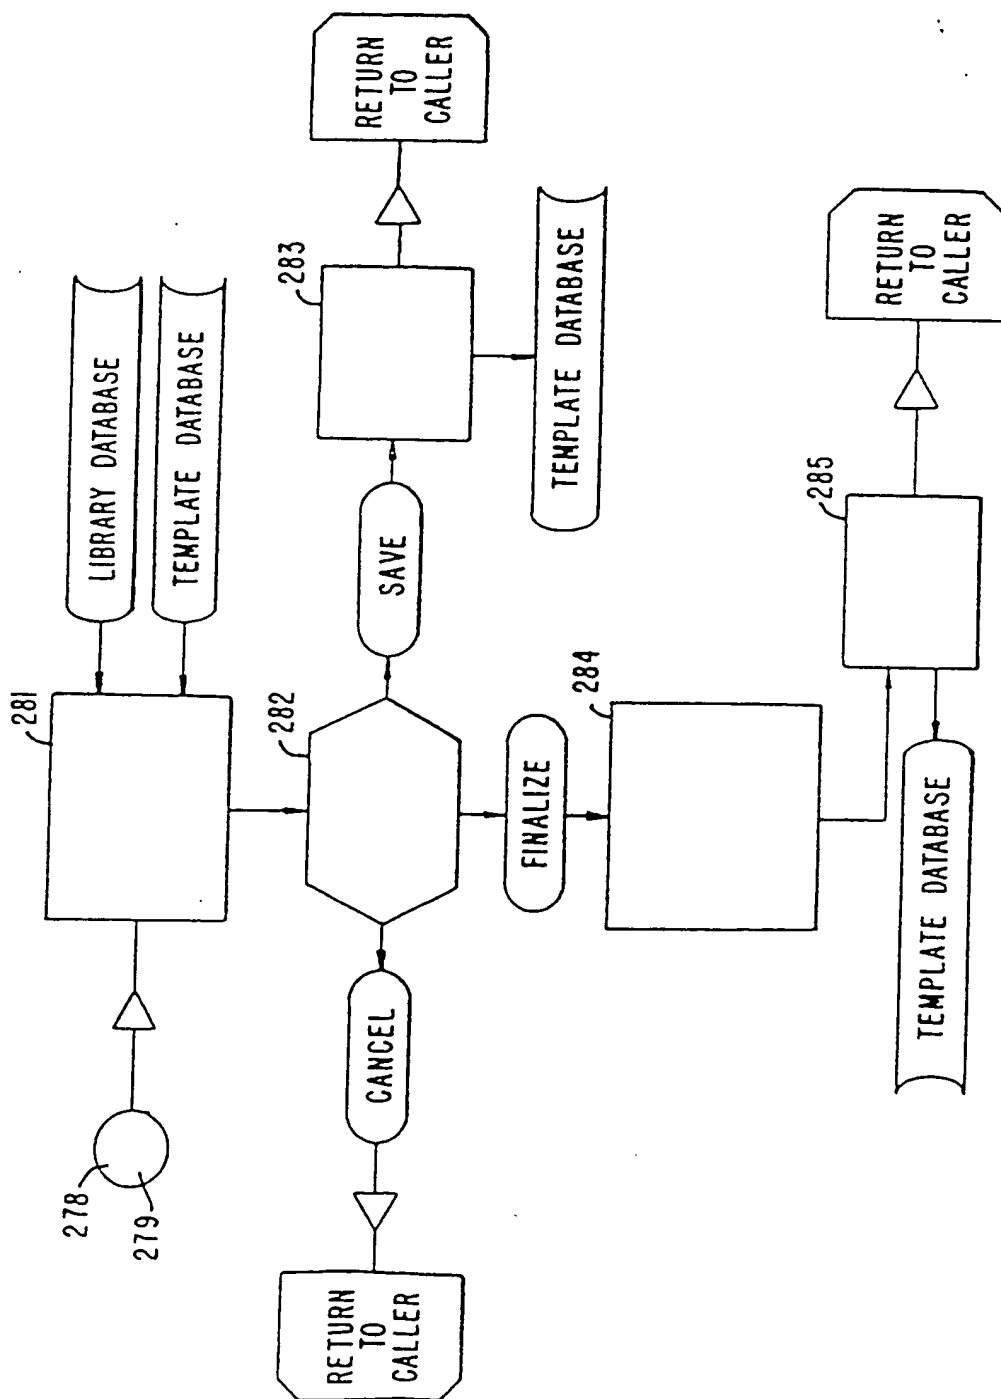 278
279
281
LIBRARY DATABASE
TEMPLATE DATABASE
282
CANCEL
RETURN
TO
CALLER
SAVE
283
RETURN
TO
CALLER
TEMPLATE DATABASE
FINALIZE
284
285
RETURN
TO
CALLER
TEMPLATE DATABASE